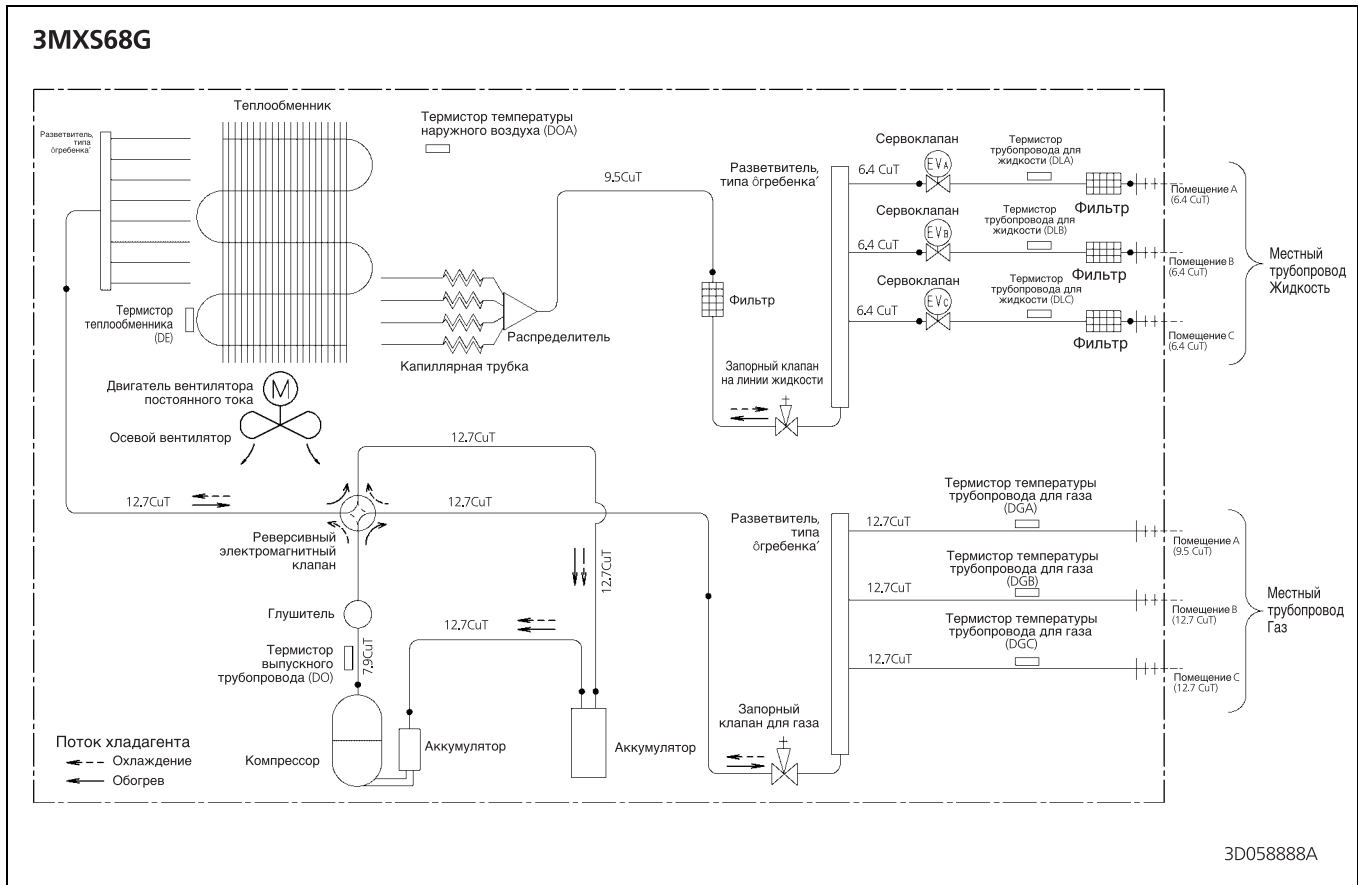 3MXS68G
Теплообменник
Разветвитель,
типа
ôгребенка´
Термистор температуры
наружного воздуха (DOA)
Термистор
теплообменника
(DE)
9.5CuT
Распределитель
Капиллярная трубка
Фильтр
Двигатель вентилятора
постоянного тока
M
Осевой вентилятор
Запорный клапан
на линии жидкости
Разветвитель,
типа ôгребенка´
Сервоклапан
6.4 CuT
EVA
Термистор
трубопровода для
жидкости (DLA)
Фильтр
Помещение A
(6.4 CuT)
Сервоклапан
6.4 CuT
EVB
Термистор
трубопровода для
жидкости (DLB)
Фильтр
Помещение B
(6.4 CuT)
Сервоклапан
6.4 CuT
EVC
Термистор
трубопровода для
жидкости (DLC)
Фильтр
Помещение C
(6.4 CuT)
Местный
трубопровод
Жидкость
12.7CuT
12.7CuT
12.7CuT
12.7CuT
12.7CuT
Реверсивный
электромагнитный
клапан
Глушитель
Термистор
выпускного
трубопровода (DO)
7.9CuT
Компрессор
Аккумулятор
Аккумулятор
Поток хладагента
Охлаждение
Обогрев
Запорный
клапан для газа
Разветвитель,
типа
ôгребенка´
12.7CuT
Термистор температуры
трубопровода для газа
(DGA)
Помещение A
(9.5 CuT)
12.7CuT
Термистор температуры
трубопровода для газа
(DGB)
Помещение B
(12.7 CuT)
12.7CuT
Термистор температуры
трубопровода для газа
(DGC)
Помещение C
(12.7 CuT)
Местный
трубопровод
Газ
3D058888A